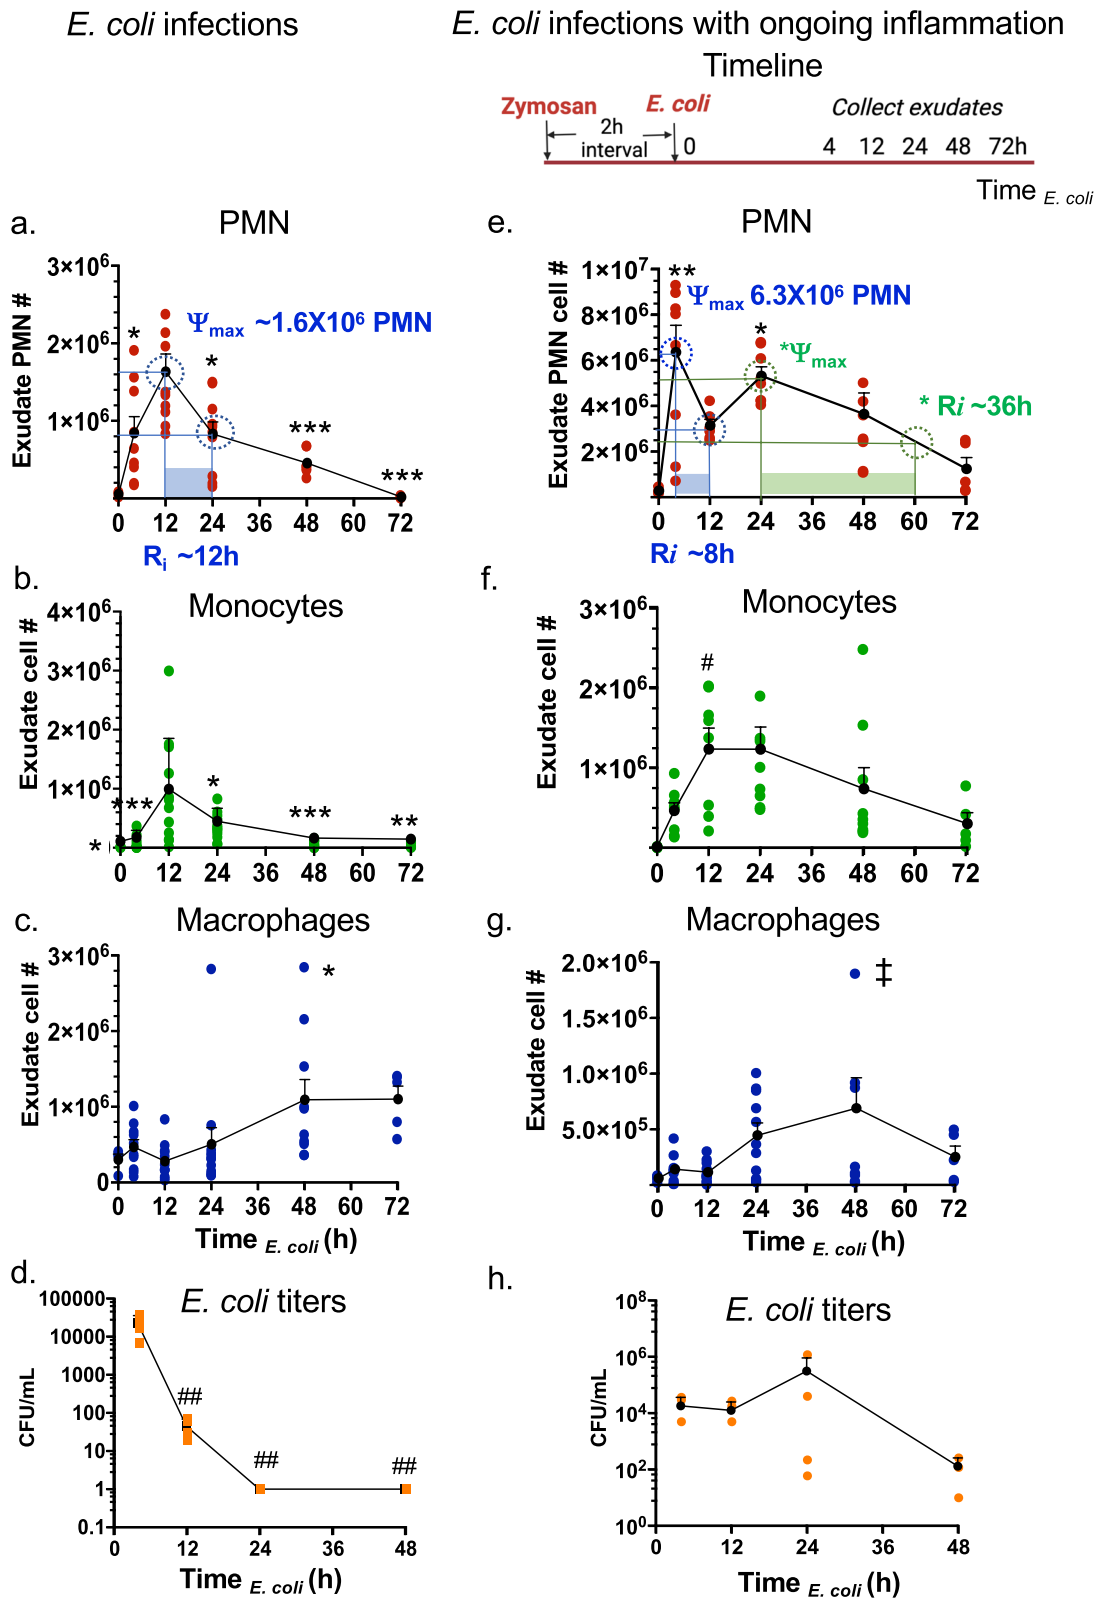 E. coli infections
E. coli infections with ongoing inflammation
Timeline
Zymosan
E. coli
Collect exudates
2h
interval
0
4 12 24 48 72h
Time E. coli
a.
PMN
Exudate PMN #
3×10⁶
2×10⁶
1×10⁶
Ψmax ~1.6X10⁶ PMN
*
*
***
***
0 12 24 36 48 60 72
Ri ~12h
e.
PMN
Exudate PMN cell #
1×10⁷
8×10⁶
6×10⁶
4×10⁶
2×10⁶
**
Ψmax 6.3X10⁶ PMN
*
*Ψmax
* Ri ~36h
0 12 24 36 48 60 72
Ri ~8h
b.
Monocytes
Exudate cell #
4×10⁶
3×10⁶
2×10⁶
1×10⁶
***
*
***
**
*
0 12 24 36 48 60 72
f.
Monocytes
Exudate cell #
3×10⁶
2×10⁶
1×10⁶
#
0 12 24 36 48 60 72
c.
Macrophages
Exudate cell #
3×10⁶
2×10⁶
1×10⁶
0
*
0 12 24 36 48 60 72
Time E. coli (h)
g.
Macrophages
Exudate cell #
2.0×10⁶
1.5×10⁶
1.0×10⁶
5.0×10⁵
‡
0 12 24 36 48 60 72
Time E. coli (h)
d.
E. coli titers
CFU/mL
100000
10000
1000
100
10
1
0.1
##
##
##
0 12 24 36 48
Time E. coli (h)
h.
E. coli titers
CFU/mL
10⁸
10⁶
10⁴
10²
10⁰
0 12 24 36 48
Time E. coli (h)